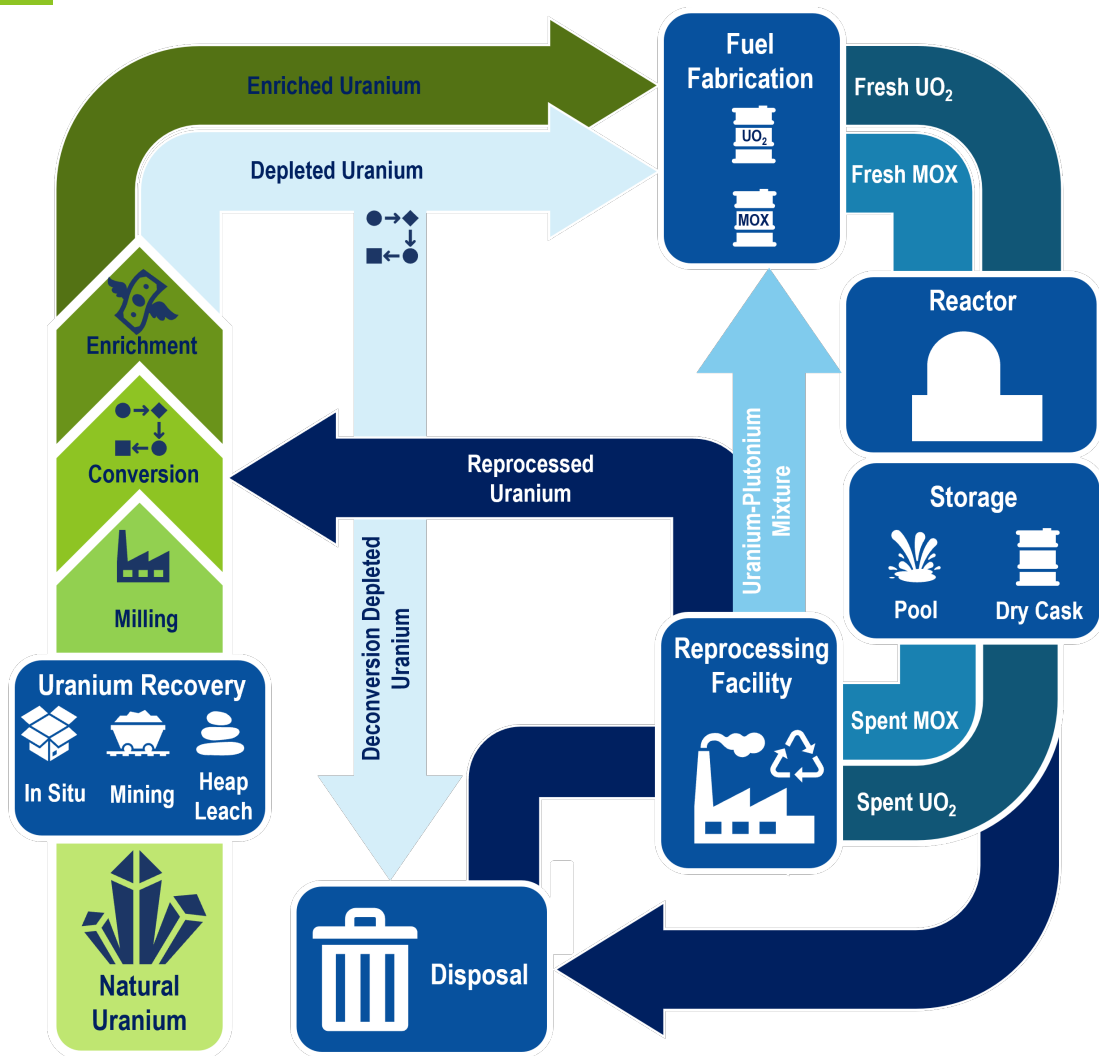 Enriched Uranium
Depleted Uranium
Fuel
Fabrication
UO₂
MOX
Fresh UO₂
Fresh MOX
Reactor
Enrichment
Conversion
Milling
Uranium Recovery
In Situ
Mining
Heap
Leach
Natural
Uranium
Reprocessed
Uranium
Deconversion Depleted
Uranium
Uranium-Plutonium
Mixture
Storage
Pool
Dry Cask
Reprocessing
Facility
Spent MOX
Spent UO₂
Disposal